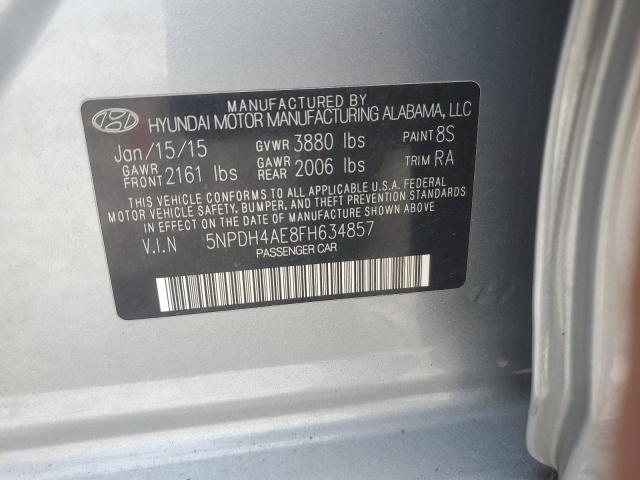 MANUFACTURED BY
HYUNDAI MOTOR MANUFACTURING ALABAMA, LLC
Jan/15/15 GVWR 3880 lbs PAINT 8S
GAWR FRONT 2161 lbs GAWR REAR 2006 lbs TRIM RA
THIS VEHICLE CONFORMS TO ALL APPLICABLE U.S.A. FEDERAL
MOTOR VEHICLE SAFETY, BUMPER, AND THEFT PREVENTION
STANDARDS IN EFFECT ON THE DATE OF MANUFACTURE SHOWN ABOVE.
V.I.N 5NPDH4AE8FH634857
PASSENGER CAR